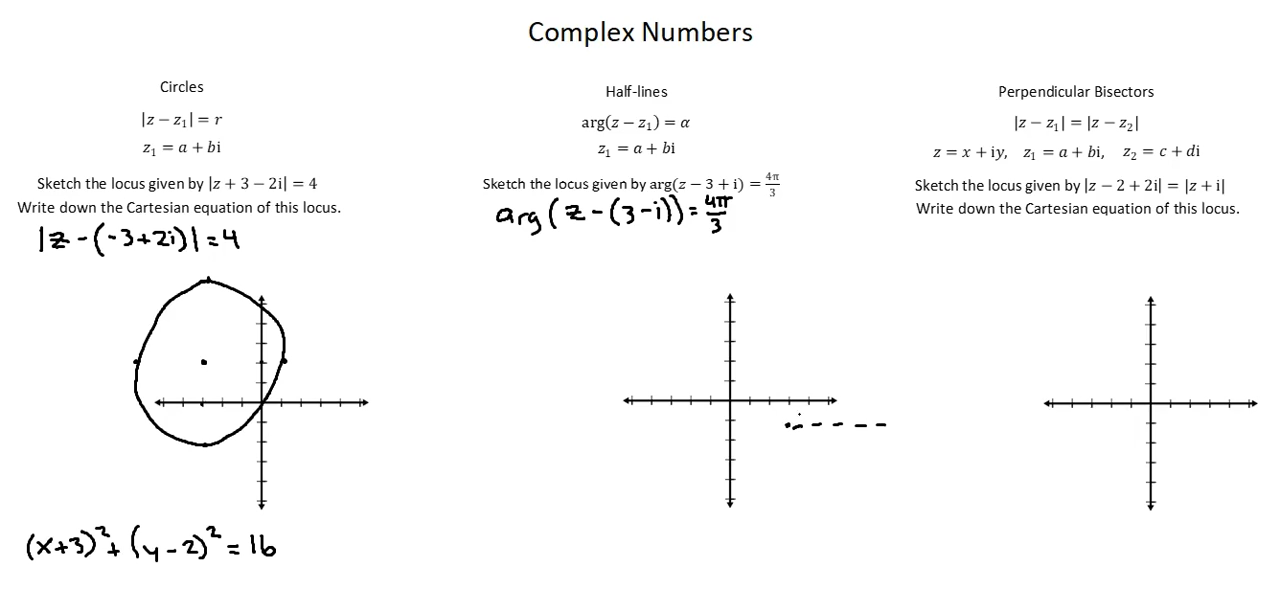 Complex Numbers
Circles
|z − z₁| = r
z₁ = a + bi
Sketch the locus given by |z + 3 − 2i| = 4
Write down the Cartesian equation of this locus.
|z - (-3+2i)| = 4
(x+3)² + (y-2)² = 16
Half-lines
arg(z − z₁) = α
z₁ = a + bi
Sketch the locus given by arg(z − 3 + i) = 4π/3
arg(z - (3-i)) = 4π/3
Perpendicular Bisectors
|z − z₁| = |z − z₂|
z = x + iy, z₁ = a + bi, z₂ = c + di
Sketch the locus given by |z − 2 + 2i| = |z + i|
Write down the Cartesian equation of this locus.